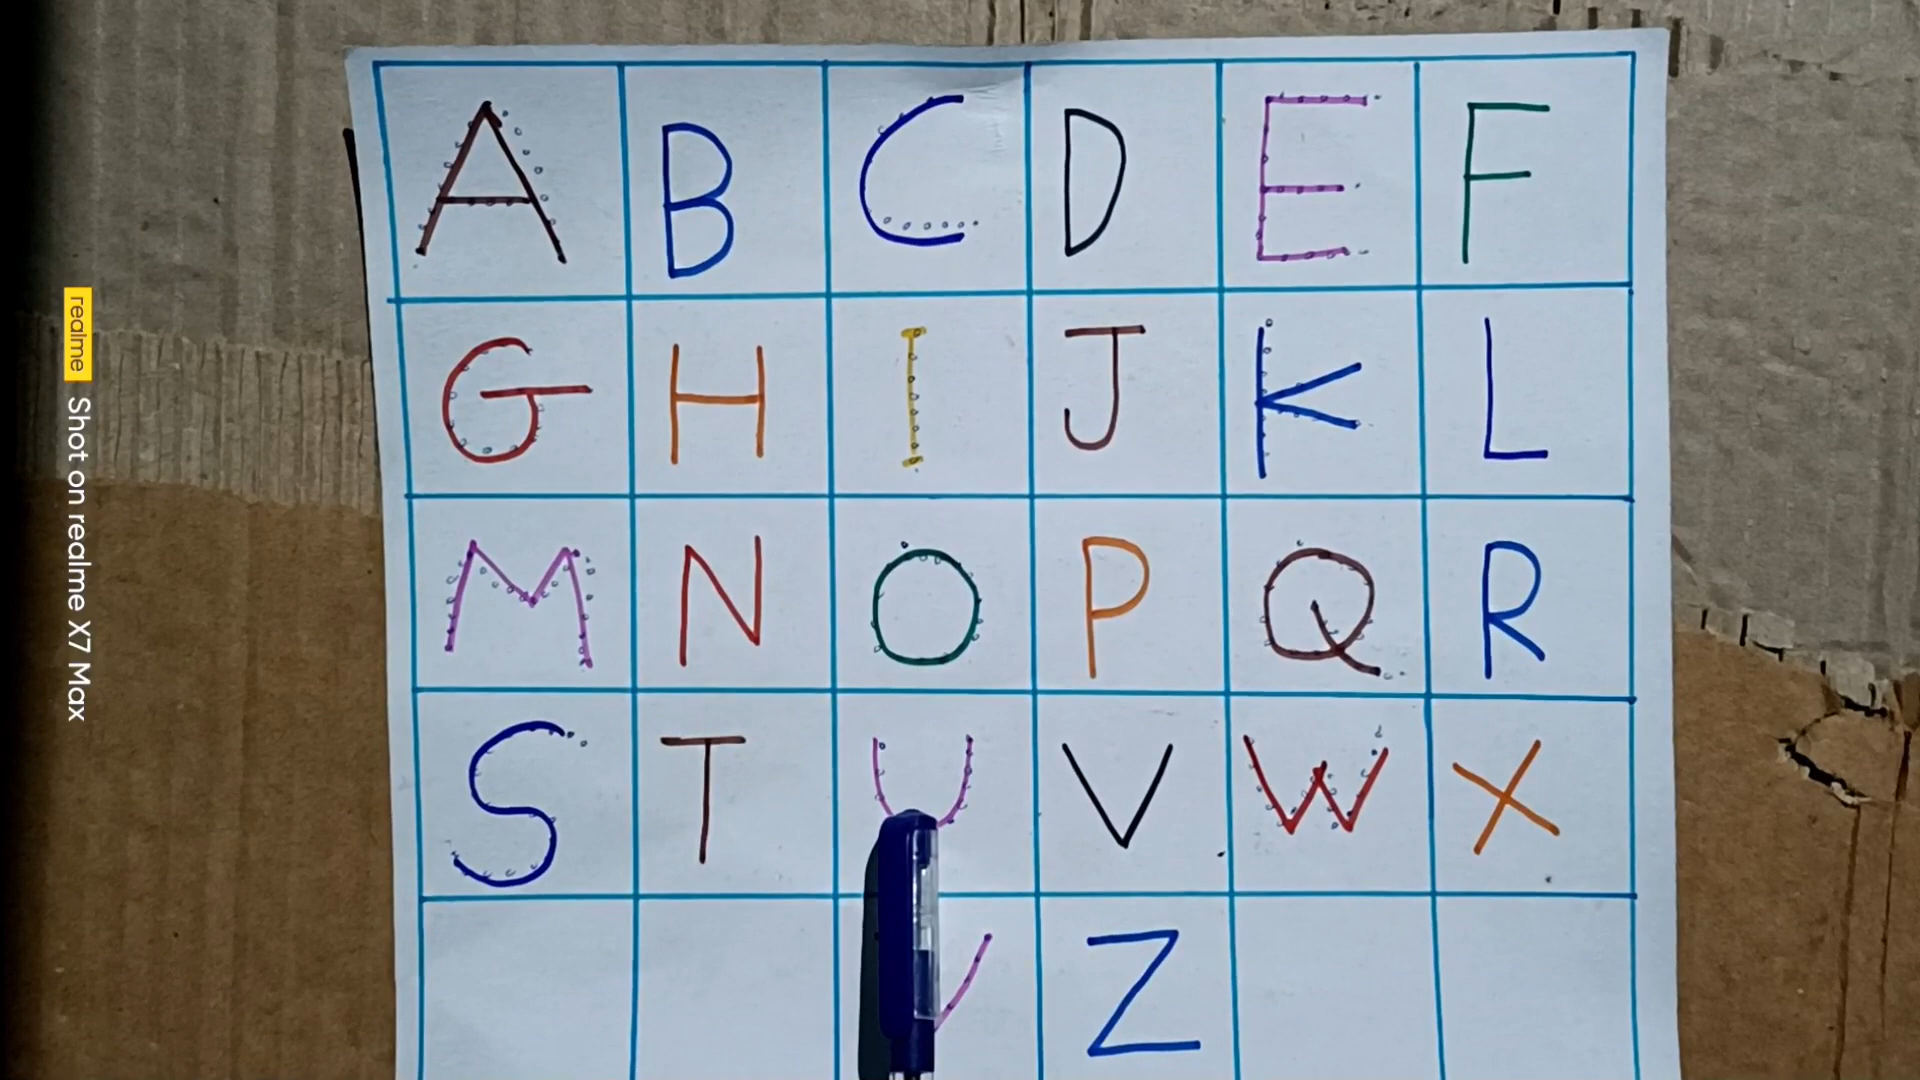 A B C D E F
G H I J K L
M N O P Q R
S T U V W X
Z
realme Shot on realme X7 Max